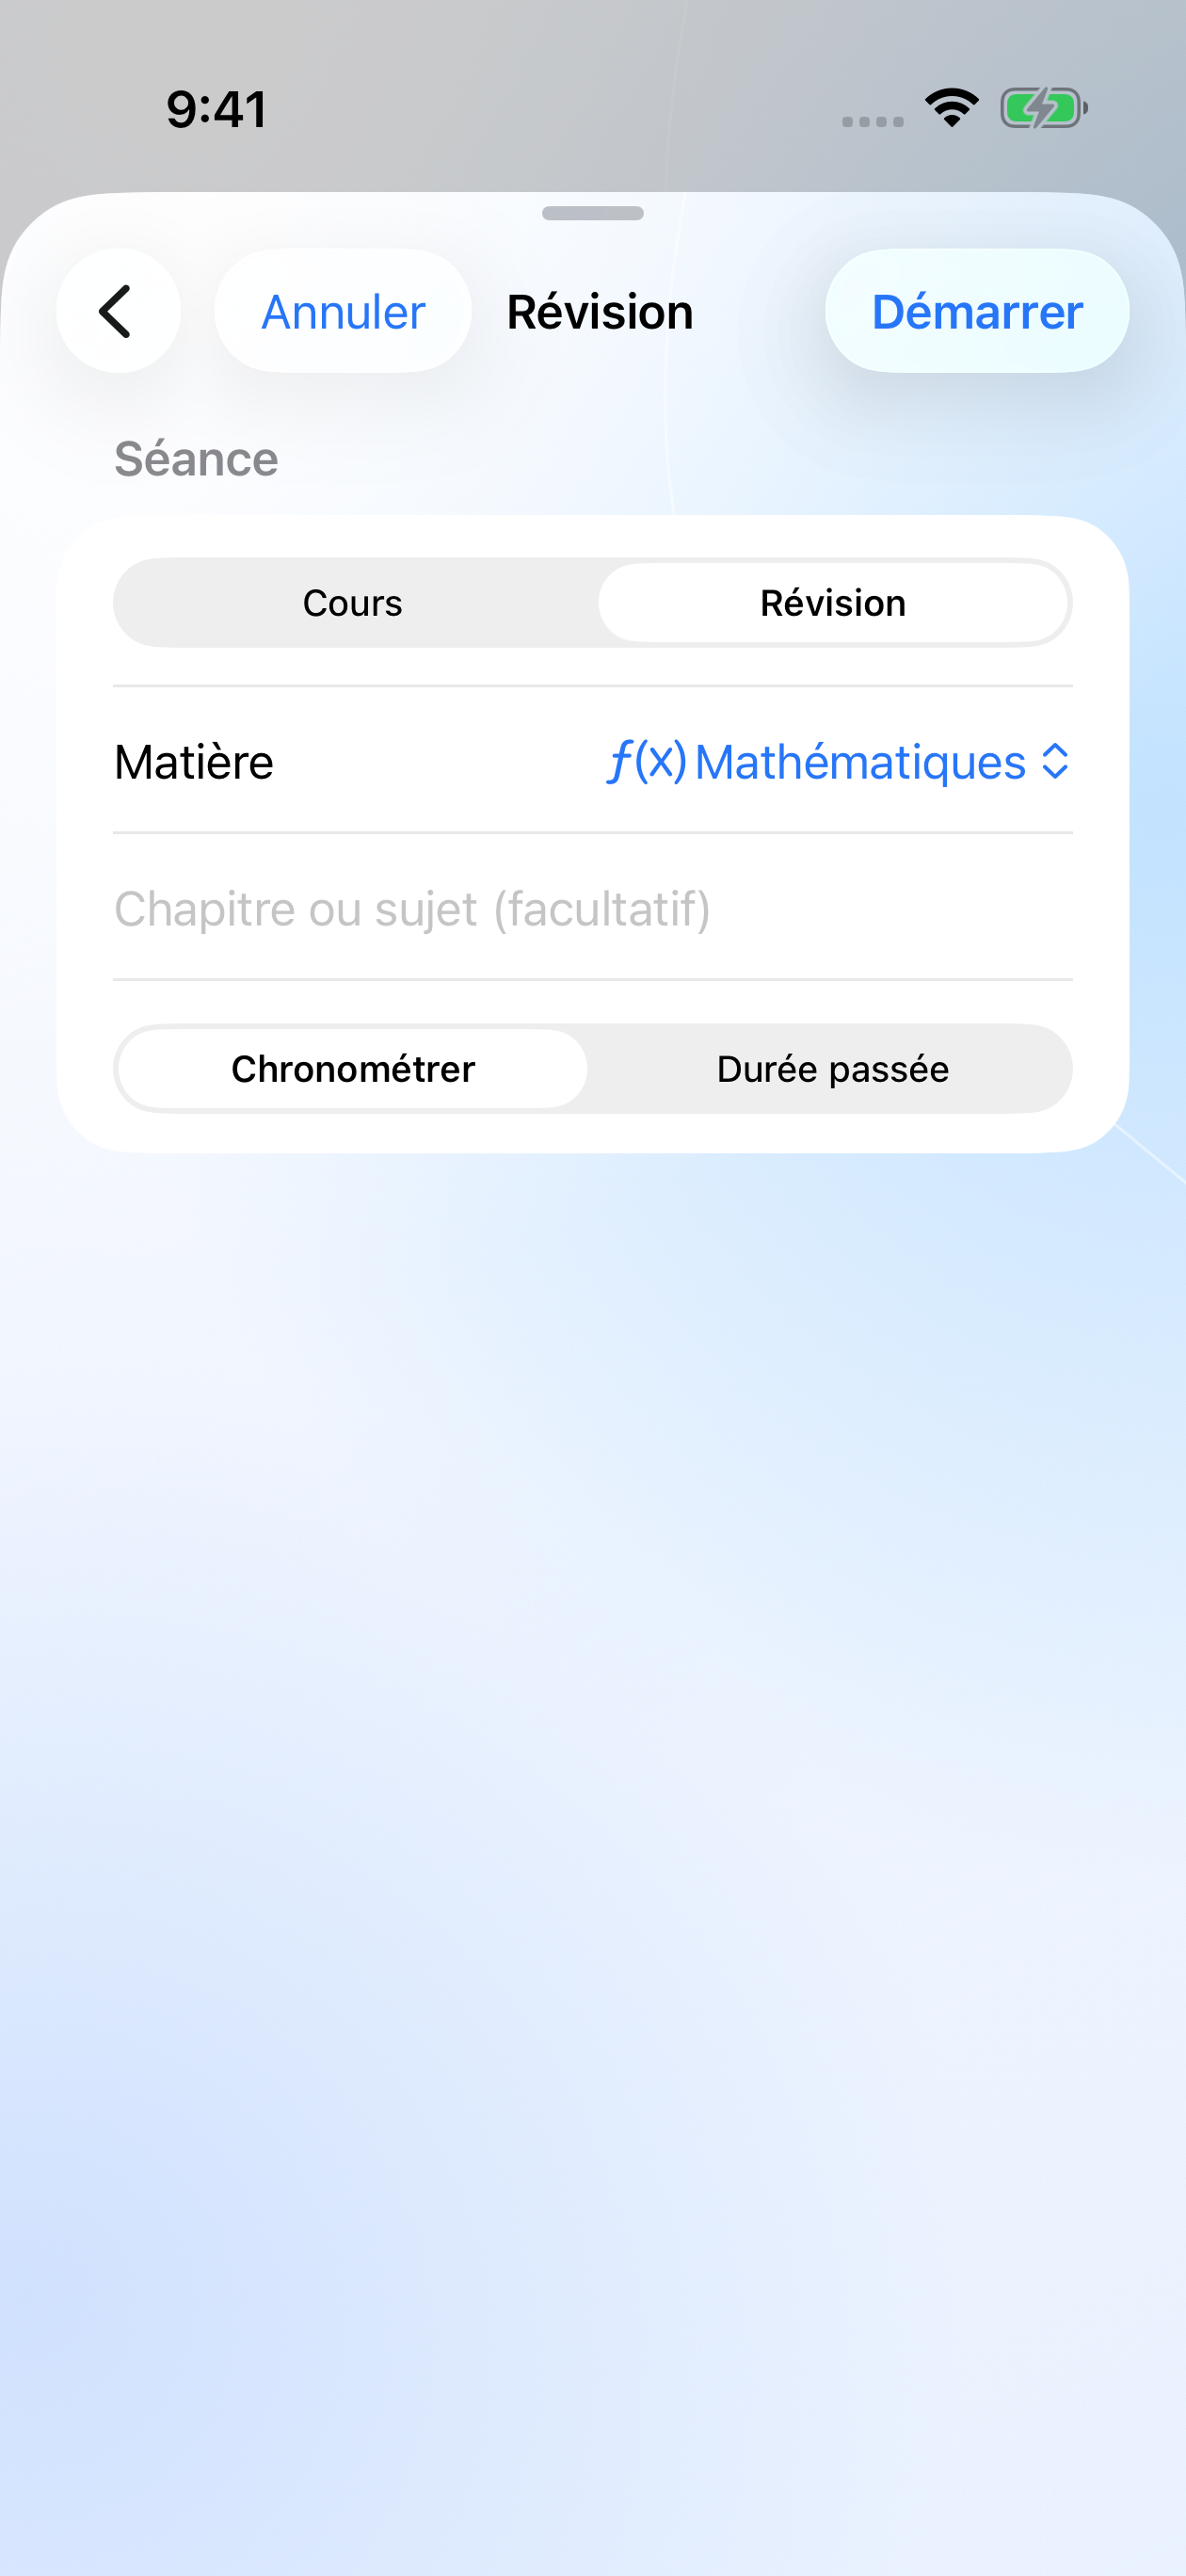 9:41
Annuler Révision Démarrer
Séance
Cours Révision
Matière ƒ(x) Mathématiques
Chapitre ou sujet (facultatif)
Chronométrer Durée passée